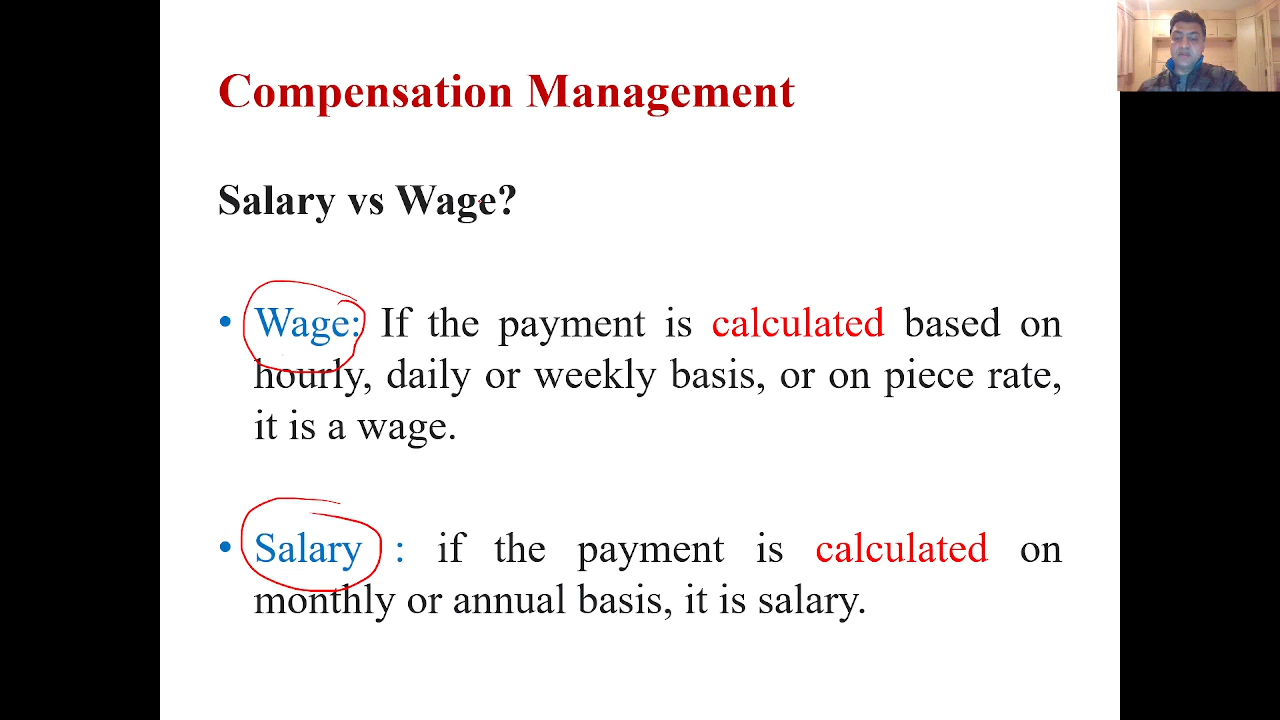 Compensation Management
Salary vs Wage?
• Wage: If the payment is calculated based on
hourly, daily or weekly basis, or on piece rate,
it is a wage.
• Salary : if the payment is calculated on
monthly or annual basis, it is salary.